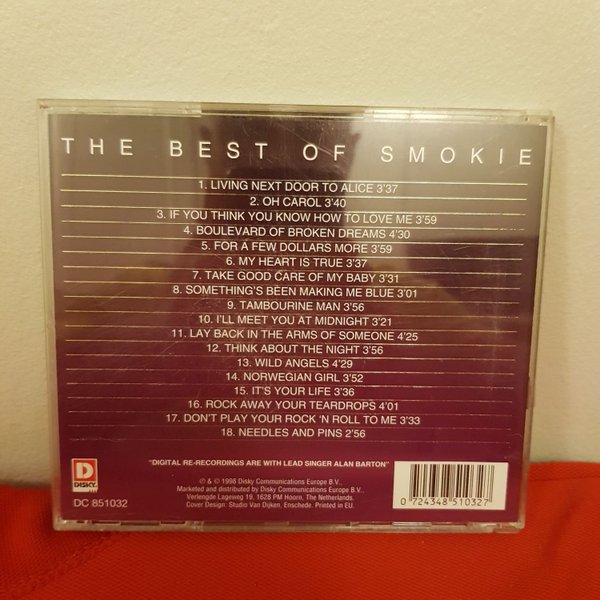 THE BEST OF SMOKIE
1. LIVING NEXT DOOR TO ALICE 3'37
2. OH CAROL 3'40
3. IF YOU THINK YOU KNOW HOW TO LOVE ME 3'59
4. BOULEVARD OF BROKEN DREAMS 4'30
5. FOR A FEW DOLLARS MORE 3'59
6. MY HEART IS TRUE 3'37
7. TAKE GOOD CARE OF MY BABY 3'31
8. SOMETHING'S BEEN MAKING ME BLUE 3'01
9. TAMBOURINE MAN 3'56
10. I'LL MEET YOU AT MIDNIGHT 3'21
11. LAY BACK IN THE ARMS OF SOMEONE 4'25
12. THINK ABOUT THE NIGHT 3'56
13. WILD ANGELS 4'29
14. NORWEGIAN GIRL 3'52
15. IT'S YOUR LIFE 3'36
16. ROCK AWAY YOUR TEARDROPS 4'01
17. DON'T PLAY YOUR ROCK 'N ROLL TO ME 3'33
18. NEEDLES AND PINS 2'56
"DIGITAL RE-RECORDINGS ARE WITH LEAD SINGER ALAN BARTON"
D
DISKY
DC 851032
℗ & © 1998 Disky Communications Europe B.V.
Marketed and distributed by Disky Communications Europe B.V.,
Verlengde Lageweg 19, 1628 PM Hoorn, The Netherlands.
Cover Design: Studio Van Dijken, Enschede. Printed in EU.
0 724348 510327